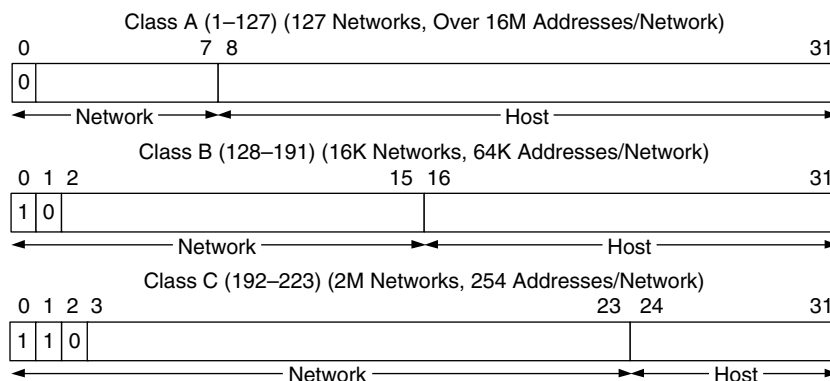 Class A (1–127) (127 Networks, Over 16M Addresses/Network)
0 7 8 31
0
Network Host
Class B (128–191) (16K Networks, 64K Addresses/Network)
0 1 2 15 16 31
1 0
Network Host
Class C (192–223) (2M Networks, 254 Addresses/Network)
0 1 2 3 23 24 31
1 1 0
Network Host